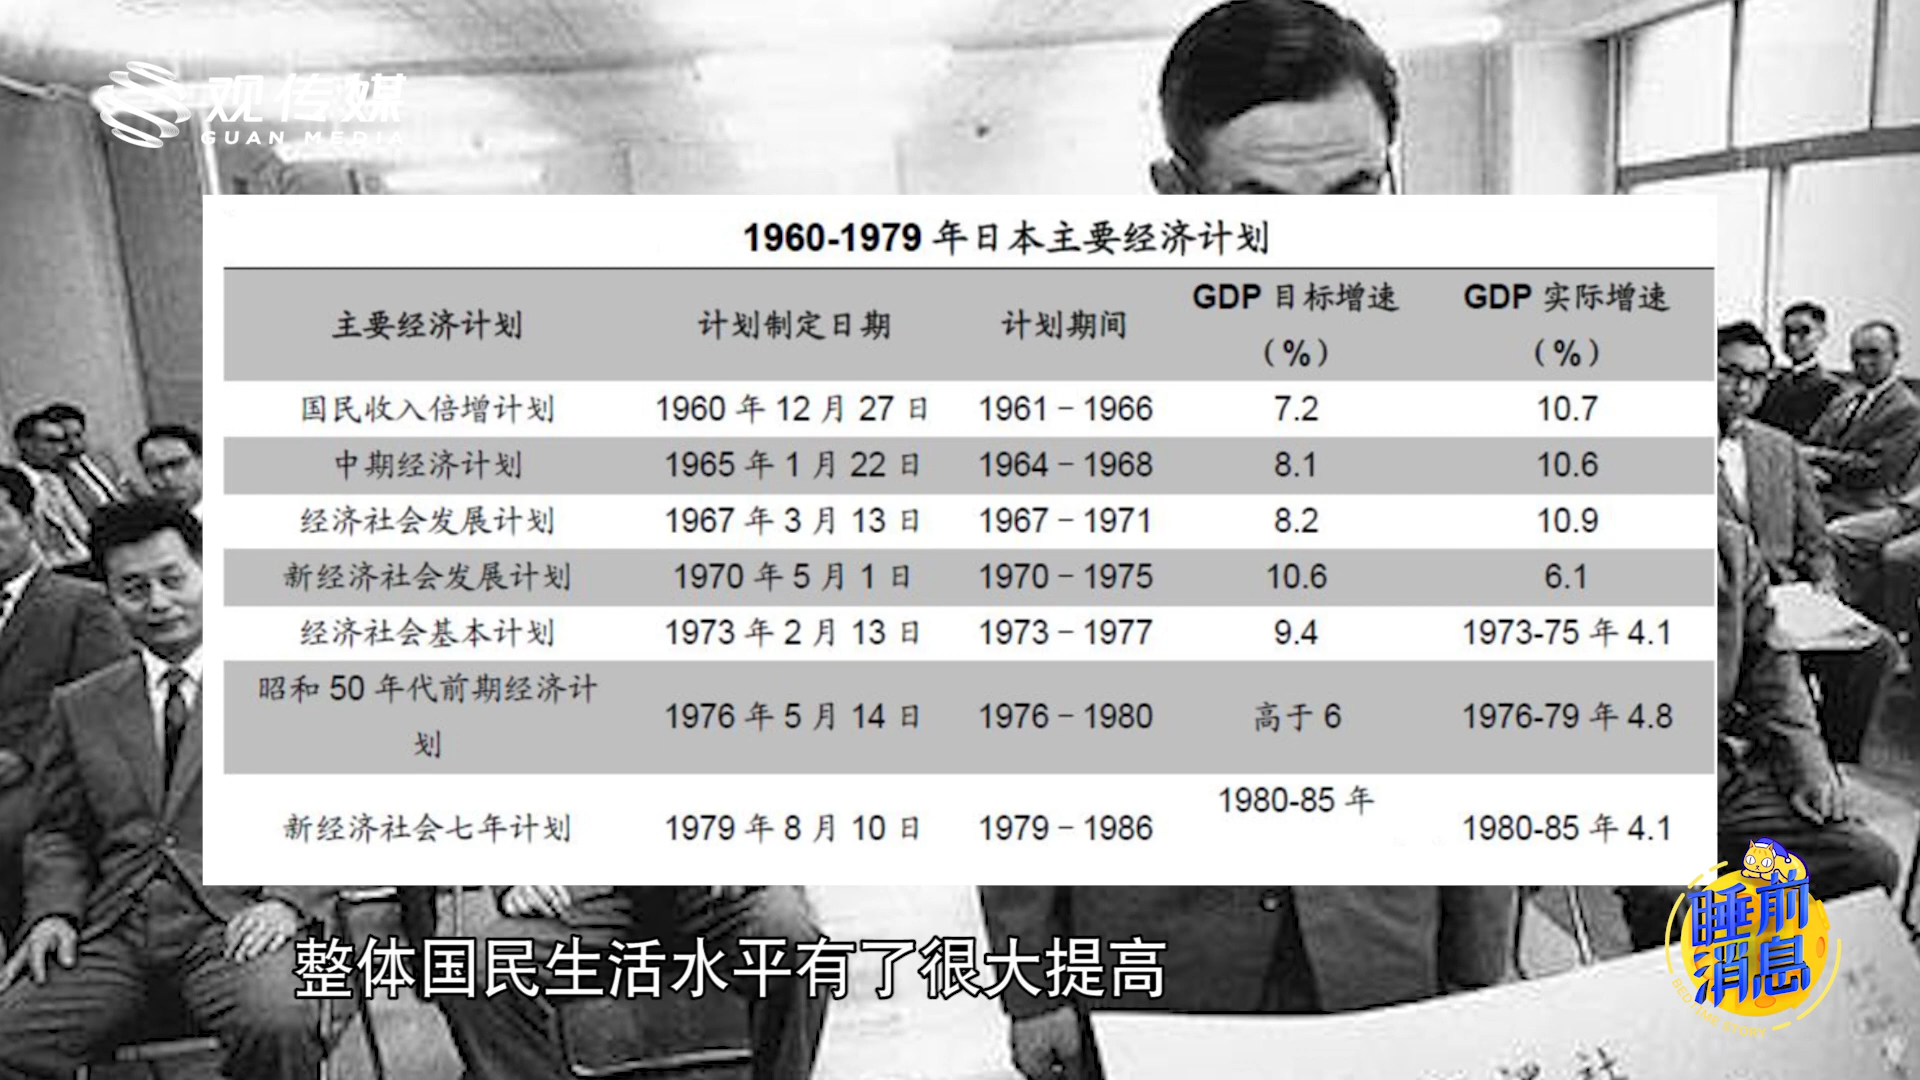 观传媒
GUAN MEDIA
1960-1979 年日本主要经济计划
主要经济计划 计划制定日期 计划期间 GDP 目标增速（%） GDP 实际增速（%）
国民收入倍增计划 1960 年 12 月 27 日 1961－1966 7.2 10.7
中期经济计划 1965 年 1 月 22 日 1964－1968 8.1 10.6
经济社会发展计划 1967 年 3 月 13 日 1967－1971 8.2 10.9
新经济社会发展计划 1970 年 5 月 1 日 1970－1975 10.6 6.1
经济社会基本计划 1973 年 2 月 13 日 1973－1977 9.4 1973-75 年 4.1
昭和 50 年代前期经济计划 1976 年 5 月 14 日 1976－1980 高于 6 1976-79 年 4.8
新经济社会七年计划 1979 年 8 月 10 日 1979－1986 1980-85 年 1980-85 年 4.1
整体国民生活水平有了很大提高
睡前
消息
BEDTIME STORY